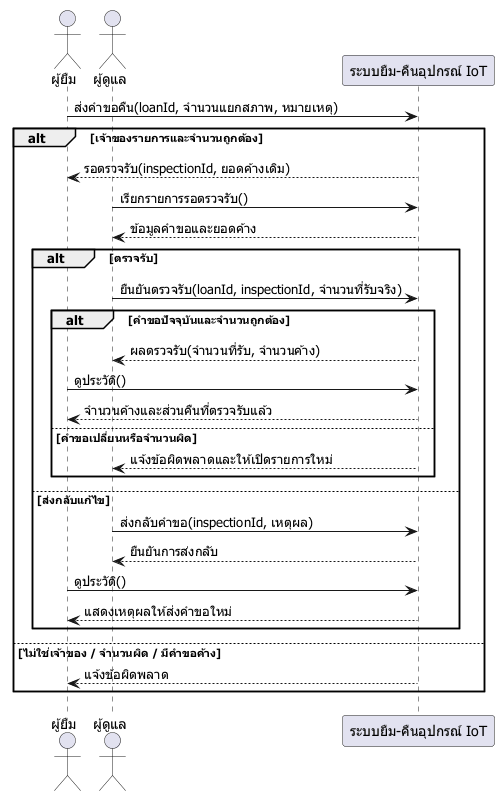 ผู้ยืม
ผู้ดูแล
ระบบยืม-คืนอุปกรณ์ IoT
ส่งคำขอคืน(loanId, จำนวนแยกสภาพ, หมายเหตุ)
alt [เจ้าของรายการและจำนวนถูกต้อง]
รอตรวจรับ(inspectionId, ยอดค้างเดิม)
เรียกรายการรอตรวจรับ()
ข้อมูลคำขอและยอดค้าง
alt [ตรวจรับ]
ยืนยันตรวจรับ(loanId, inspectionId, จำนวนที่รับจริง)
alt [คำขอปัจจุบันและจำนวนถูกต้อง]
ผลตรวจรับ(จำนวนที่รับ, จำนวนค้าง)
ดูประวัติ()
จำนวนค้างและส่วนคืนที่ตรวจรับแล้ว
[คำขอเปลี่ยนหรือจำนวนผิด]
แจ้งข้อผิดพลาดและให้เปิดรายการใหม่
[ส่งกลับแก้ไข]
ส่งกลับคำขอ(inspectionId, เหตุผล)
ยืนยันการส่งกลับ
ดูประวัติ()
แสดงเหตุผลให้ส่งคำขอใหม่
[ไม่ใช่เจ้าของ / จำนวนผิด / มีคำขอค้าง]
แจ้งข้อผิดพลาด
ผู้ยืม
ผู้ดูแล
ระบบยืม-คืนอุปกรณ์ IoT